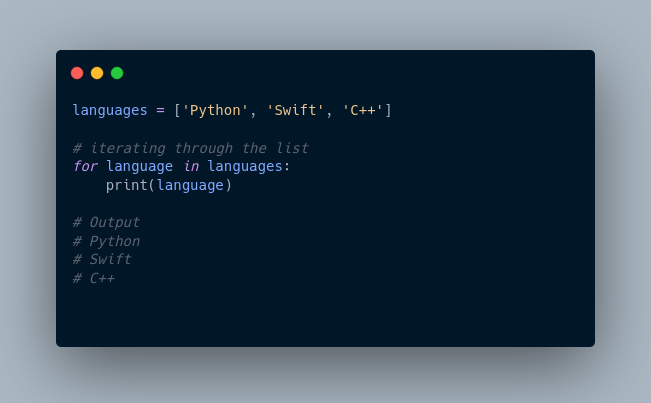 languages = ['Python', 'Swift', 'C++']
# iterating through the list
for language in languages:
    print(language)
# Output
# Python
# Swift
# C++